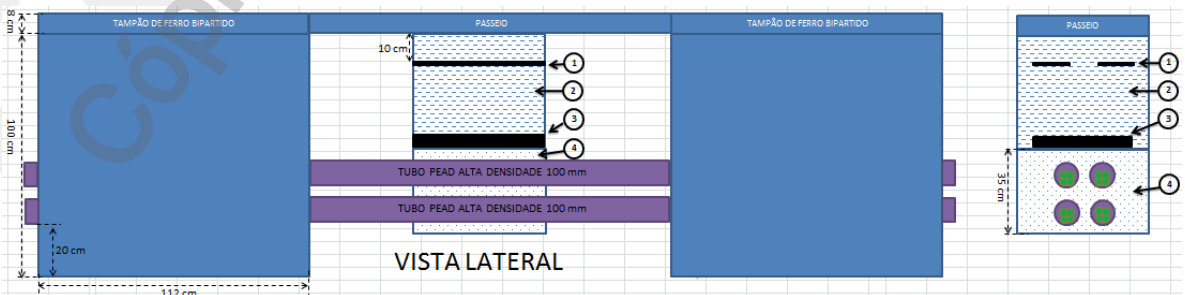 8 cm
TAMPÃO DE FERRO BIPARTIDO
PASSEIO
TAMPÃO DE FERRO BIPARTIDO
PASSEIO
10 cm
1
2
3
4
1
2
3
4
100 cm
35 cm
TUBO PEAD ALTA DENSIDADE 100 mm
TUBO PEAD ALTA DENSIDADE 100 mm
20 cm
VISTA LATERAL
112 cm
Cóp